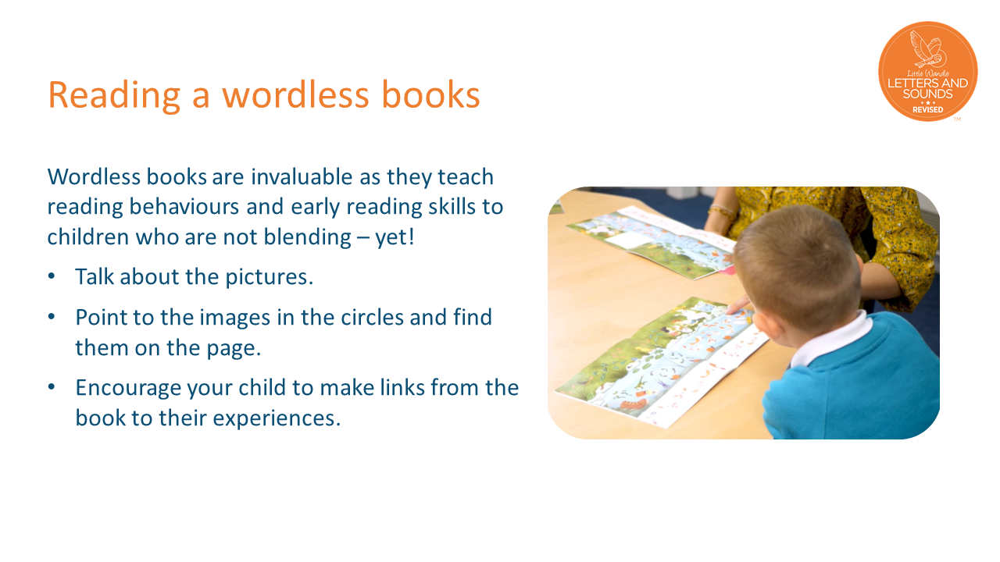 Little Wandle
LETTERS AND
SOUNDS
REVISED
TM
Reading a wordless books
Wordless books are invaluable as they teach
reading behaviours and early reading skills to
children who are not blending – yet!
• Talk about the pictures.
• Point to the images in the circles and find
them on the page.
• Encourage your child to make links from the
book to their experiences.